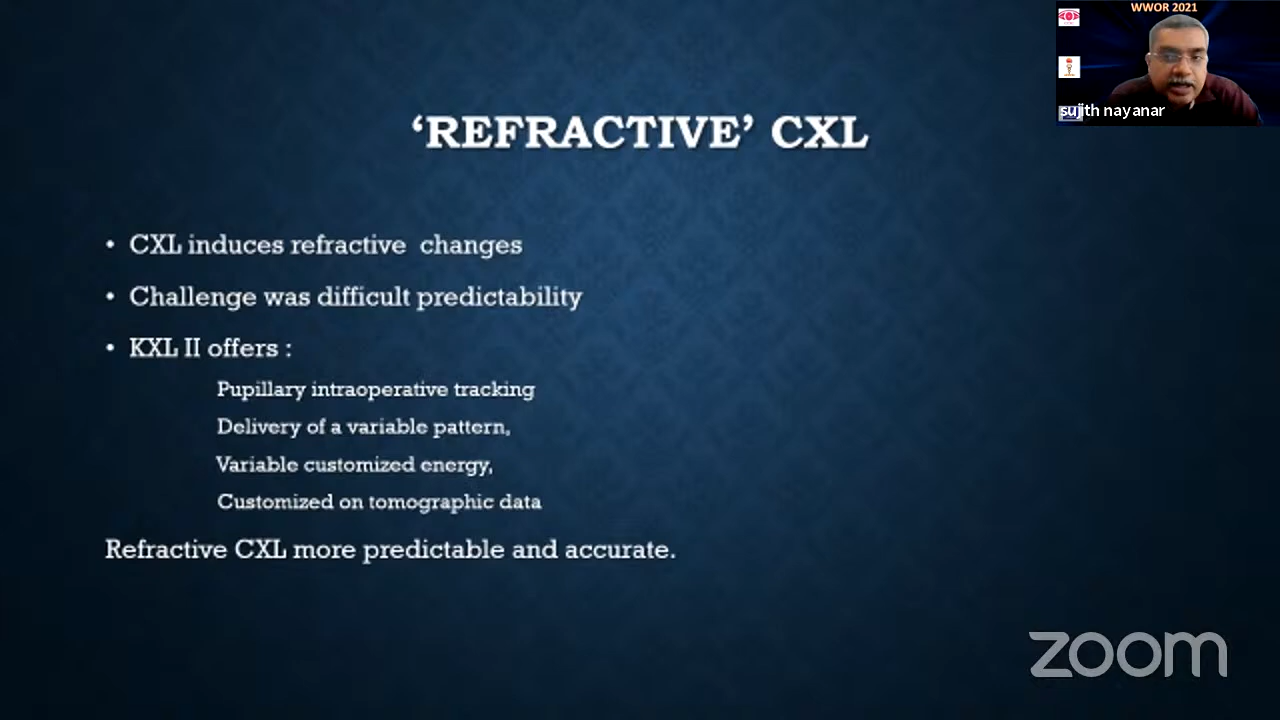 WWOR 2021
sujith nayanar
‘REFRACTIVE’ CXL
• CXL induces refractive changes
• Challenge was difficult predictability
• KXL II offers :
Pupillary intraoperative tracking
Delivery of a variable pattern,
Variable customized energy,
Customized on tomographic data
Refractive CXL more predictable and accurate.
zoom